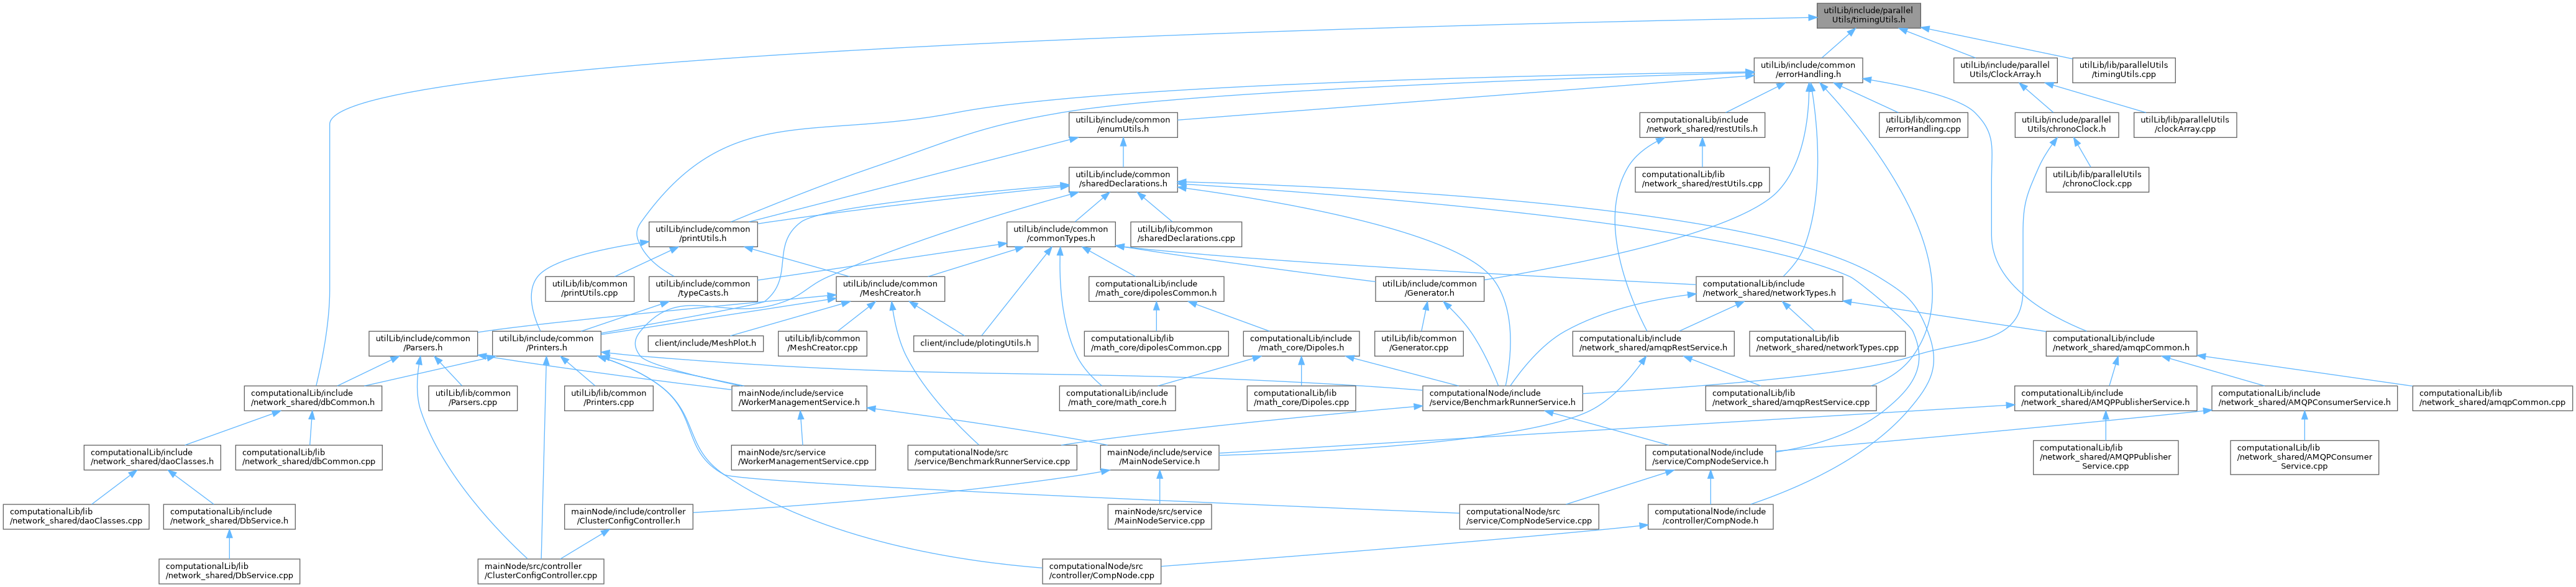 utilLib/include/parallel
Utils/timingUtils.h
utilLib/include/common
/errorHandling.h
utilLib/include/parallel
Utils/ClockArray.h
utilLib/lib/parallelUtils
/timingUtils.cpp
utilLib/include/common
/enumUtils.h
computationalLib/include
/network_shared/restUtils.h
utilLib/lib/common
/errorHandling.cpp
utilLib/include/parallel
Utils/chronoClock.h
utilLib/lib/parallelUtils
/clockArray.cpp
utilLib/include/common
/sharedDeclarations.h
computationalLib/lib
/network_shared/restUtils.cpp
utilLib/lib/parallelUtils
/chronoClock.cpp
utilLib/include/common
/printUtils.h
utilLib/include/common
/commonTypes.h
utilLib/lib/common
/sharedDeclarations.cpp
utilLib/lib/common
/printUtils.cpp
utilLib/include/common
/typeCasts.h
utilLib/include/common
/MeshCreator.h
computationalLib/include
/math_core/dipolesCommon.h
utilLib/include/common
/Generator.h
computationalLib/include
/network_shared/networkTypes.h
utilLib/include/common
/Parsers.h
utilLib/include/common
/Printers.h
client/include/MeshPlot.h
utilLib/lib/common
/MeshCreator.cpp
client/include/plotingUtils.h
computationalLib/lib
/math_core/dipolesCommon.cpp
computationalLib/include
/math_core/Dipoles.h
utilLib/lib/common
/Generator.cpp
computationalLib/include
/network_shared/amqpRestService.h
computationalLib/lib
/network_shared/networkTypes.cpp
computationalLib/include
/network_shared/amqpCommon.h
computationalLib/include
/network_shared/dbCommon.h
utilLib/lib/common
/Parsers.cpp
utilLib/lib/common
/Printers.cpp
mainNode/include/service
/WorkerManagementService.h
computationalLib/include
/math_core/math_core.h
computationalLib/lib
/math_core/Dipoles.cpp
computationalNode/include
/service/BenchmarkRunnerService.h
computationalLib/lib
/network_shared/amqpRestService.cpp
computationalLib/include
/network_shared/AMQPPublisherService.h
computationalLib/include
/network_shared/AMQPConsumerService.h
computationalLib/lib
/network_shared/amqpCommon.cpp
computationalLib/include
/network_shared/daoClasses.h
computationalLib/lib
/network_shared/dbCommon.cpp
mainNode/src/service
/WorkerManagementService.cpp
computationalNode/src
/service/BenchmarkRunnerService.cpp
mainNode/include/service
/MainNodeService.h
computationalNode/include
/service/CompNodeService.h
computationalLib/lib
/network_shared/AMQPPublisher
Service.cpp
computationalLib/lib
/network_shared/AMQPConsumer
Service.cpp
computationalLib/lib
/network_shared/daoClasses.cpp
computationalLib/include
/network_shared/DbService.h
mainNode/include/controller
/ClusterConfigController.h
mainNode/src/service
/MainNodeService.cpp
computationalNode/src
/service/CompNodeService.cpp
computationalNode/include
/controller/CompNode.h
computationalLib/lib
/network_shared/DbService.cpp
mainNode/src/controller
/ClusterConfigController.cpp
computationalNode/src
/controller/CompNode.cpp